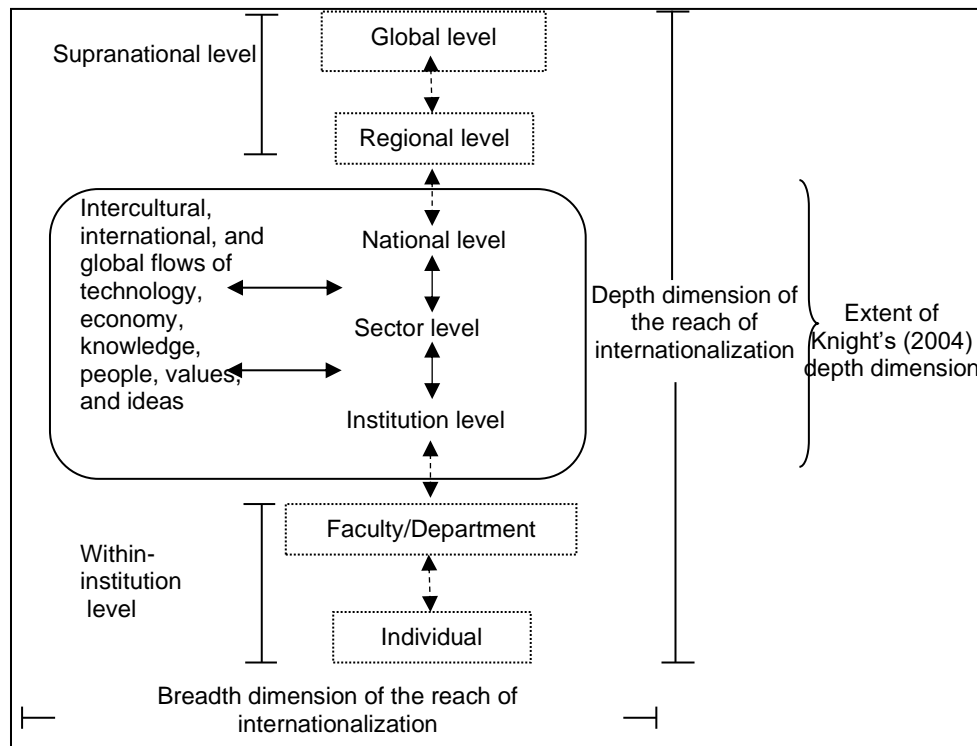 Global level
Supranational level
Regional level
Intercultural,
international, and
global flows of
technology,
economy,
knowledge,
people, values,
and ideas
National level
Sector level
Institution level
Depth dimension of
the reach of
internationalization
Extent of
Knight's (2004)
depth dimension
Faculty/Department
Within-
institution
level
Individual
Breadth dimension of the reach of
internationalization